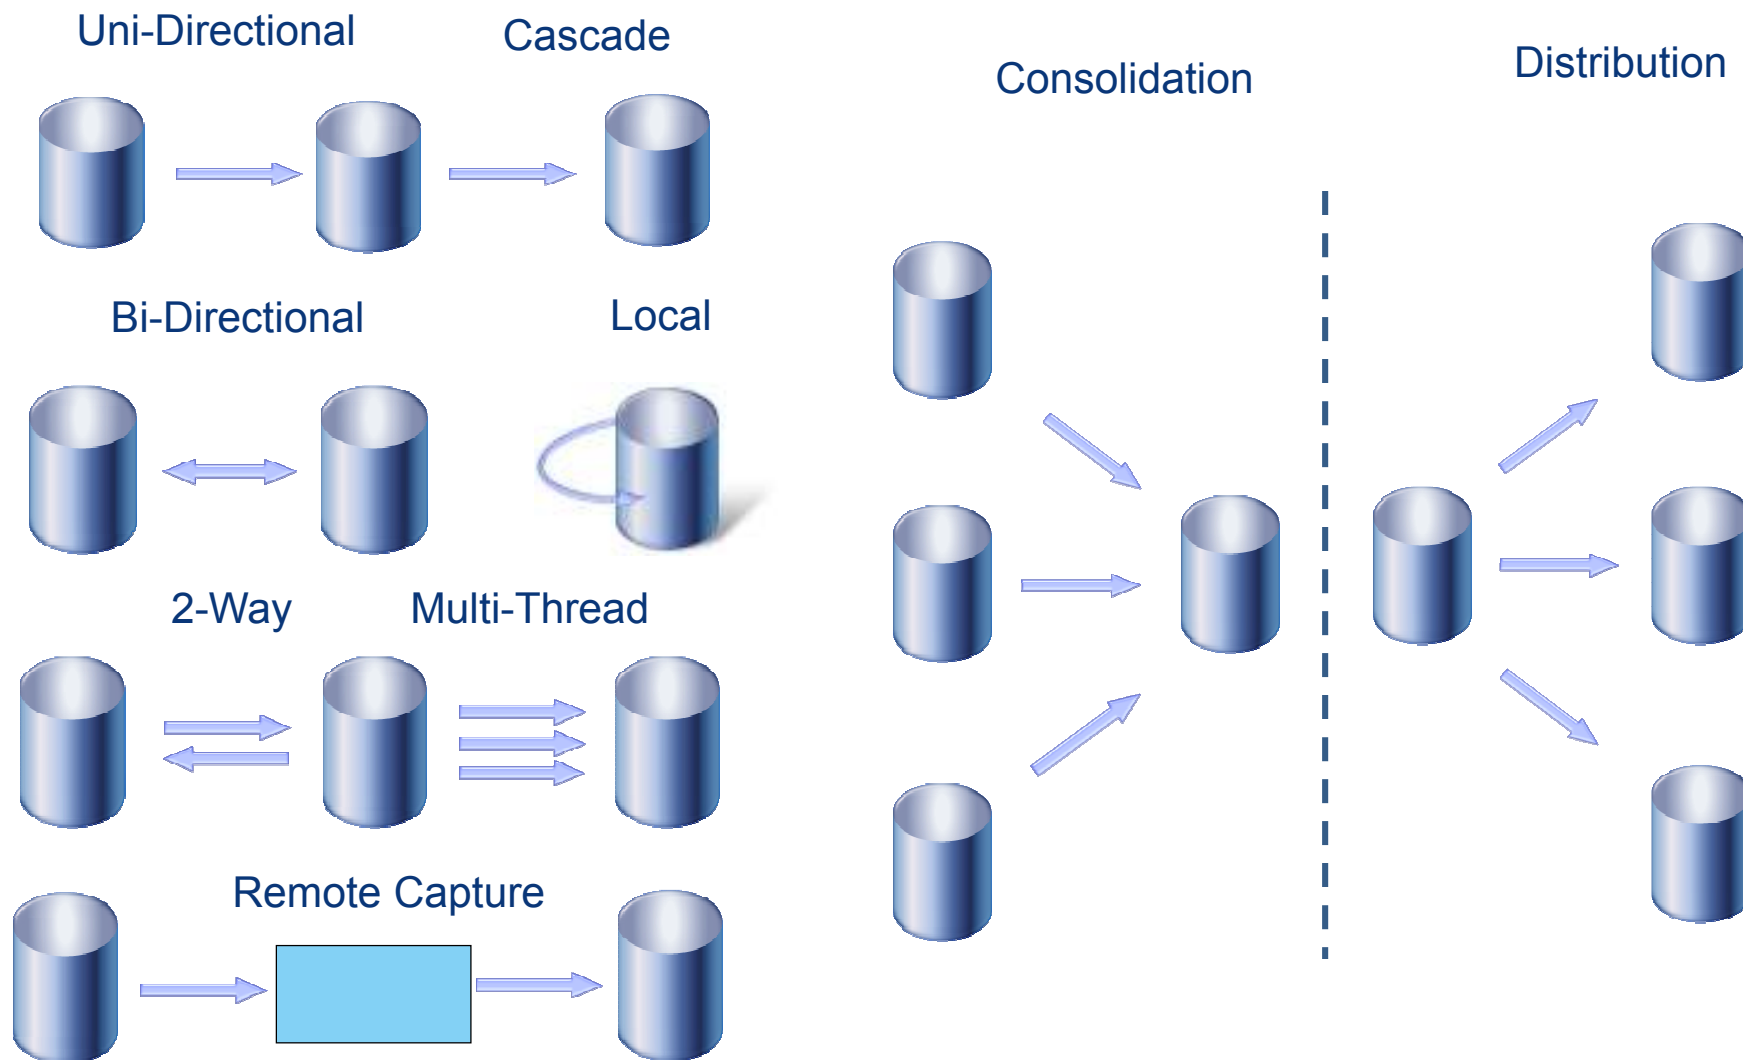 Uni-Directional
Cascade
Consolidation
Distribution
Bi-Directional
Local
2-Way
Multi-Thread
Remote Capture